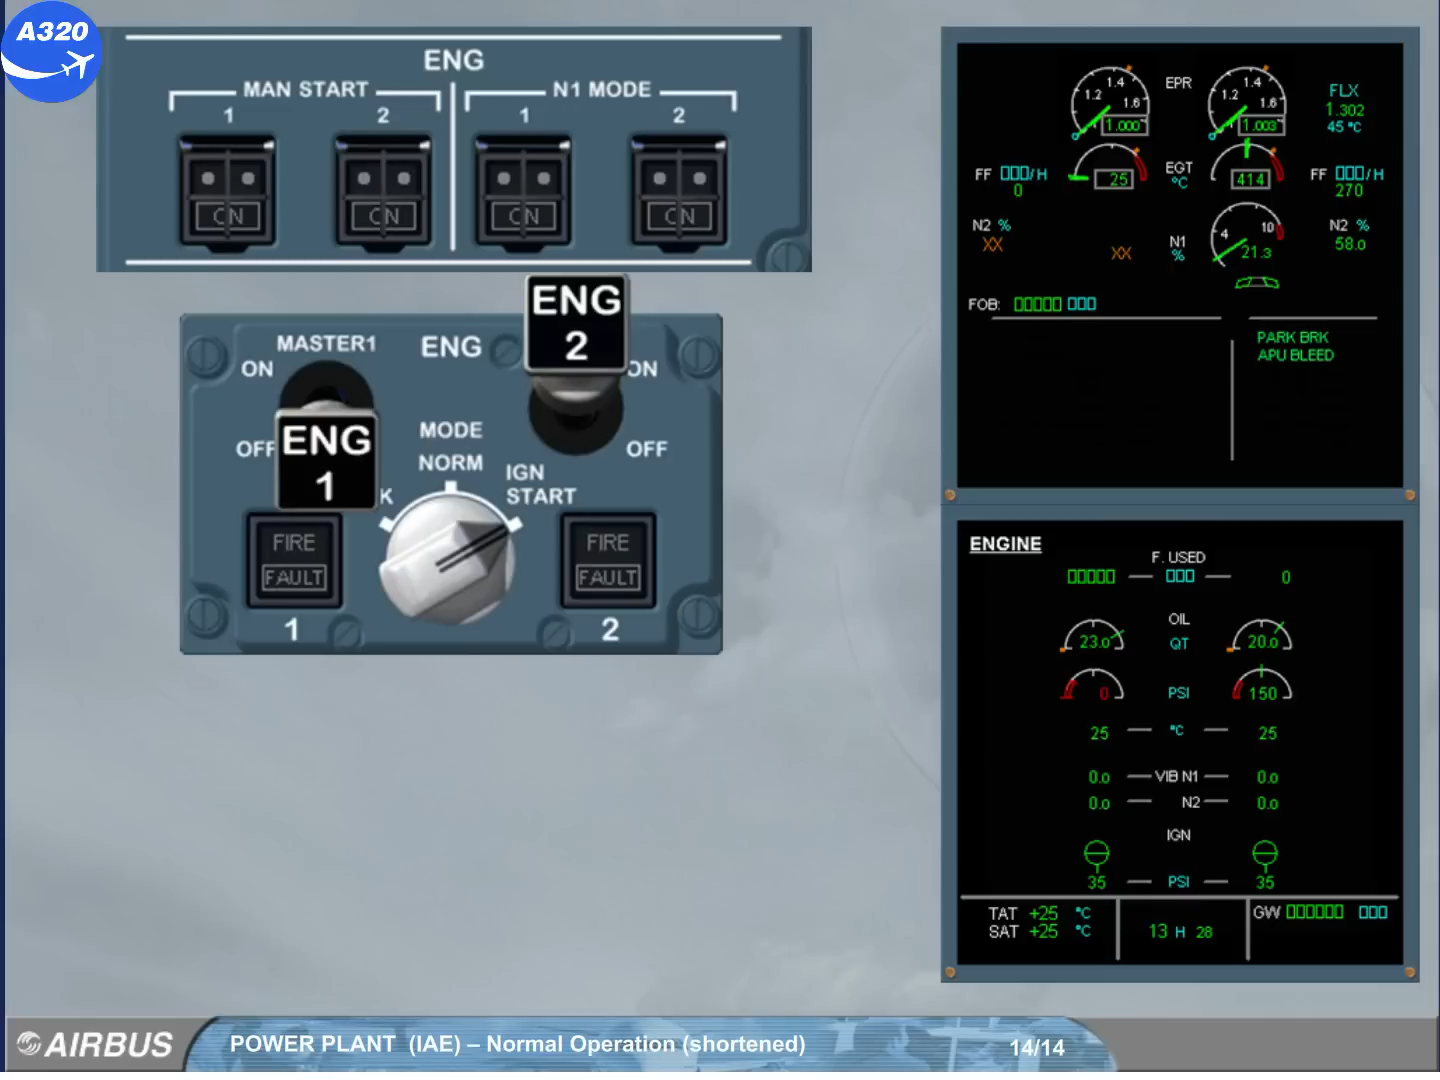 A320
ENG
MAN START
N1 MODE
1
2
1
2
ON
ON
ON
ON
MASTER1
ENG
ENG
2
ON
ON
OFF
ENG
1
OFF
MODE
NORM
K
IGN
START
FIRE
FAULT
FIRE
FAULT
1
2
1.2
1.4
1.6
1.000
EPR
1.2
1.4
1.6
1.003
FLX
1.302
45 °C
25
EGT
°C
414
FF /H
0
FF /H
270
N2 %
XX
XX
N1
%
4
10
21.3
N2 %
58.0
FOB:
PARK BRK
APU BLEED
ENGINE
F. USED
0
OIL
23.0
QT
20.0
0
PSI
150
25
°C
25
0.0
VIB N1
0.0
0.0
N2
0.0
IGN
35
PSI
35
TAT +25 °C
SAT +25 °C
13 H 28
GW
AIRBUS
POWER PLANT (IAE) – Normal Operation (shortened)
14/14